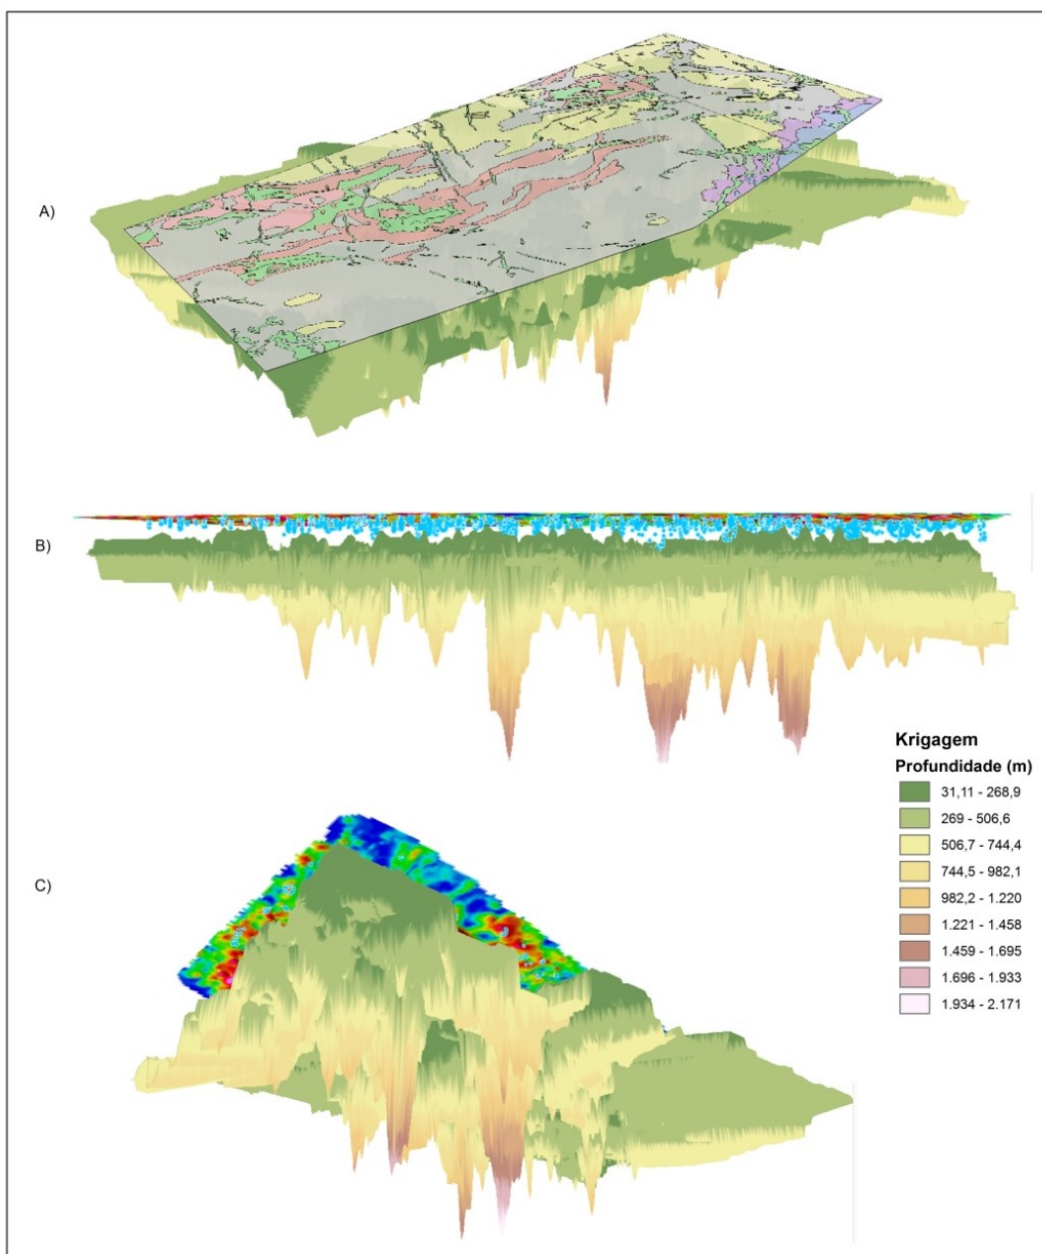 A)
B)
Krigagem
Profundidade (m)
31,11 - 268,9
269 - 506,6
506,7 - 744,4
744,5 - 982,1
982,2 - 1.220
1.221 - 1.458
1.459 - 1.695
1.696 - 1.933
1.934 - 2.171
C)